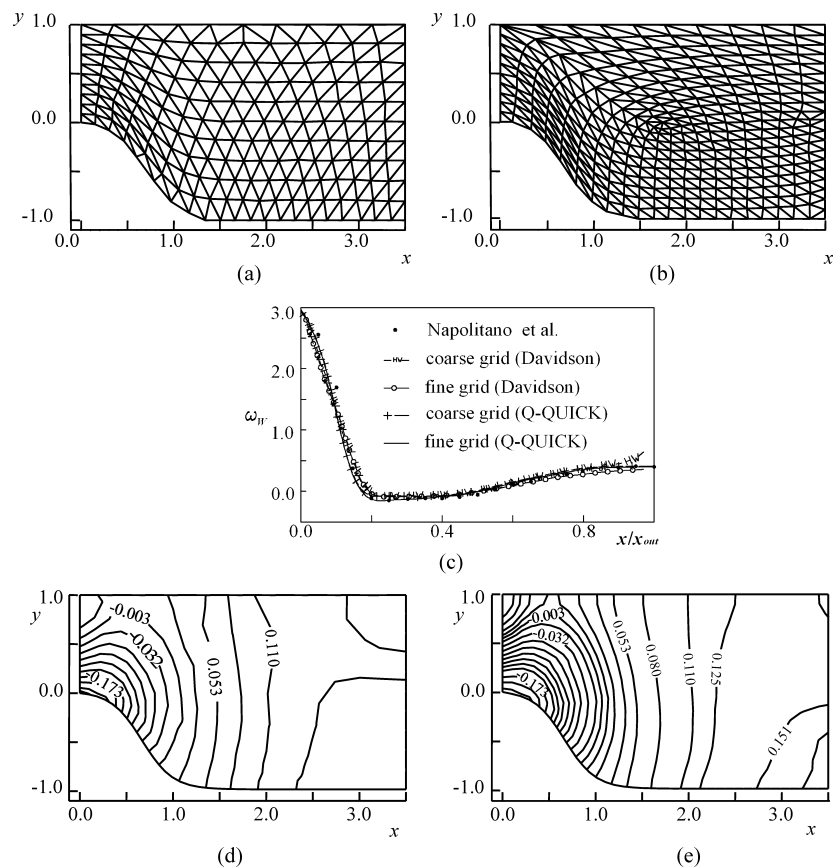 y 1.0 y 1.0
0.0 0.0
-1.0 -1.0
0.0 1.0 2.0 3.0 x 0.0 1.0 2.0 3.0 x
(a) (b)
3.0
Napolitano et al.
2.0 coarse grid (Davidson)
fine grid (Davidson)
ω_W coarse grid (Q-QUICK)
1.0 fine grid (Q-QUICK)
0.0
0.0 0.4 0.8 x/x_out
(c)
y 1.0 -0.003 -0.032 0.053 0.110 -0.173
0.0
-1.0
0.0 1.0 2.0 3.0 x
(d)
y 1.0 -0.003 -0.032 0.053 0.080 0.110 0.125 -0.173 0.151
0.0
-1.0
0.0 1.0 2.0 3.0 x
(e)